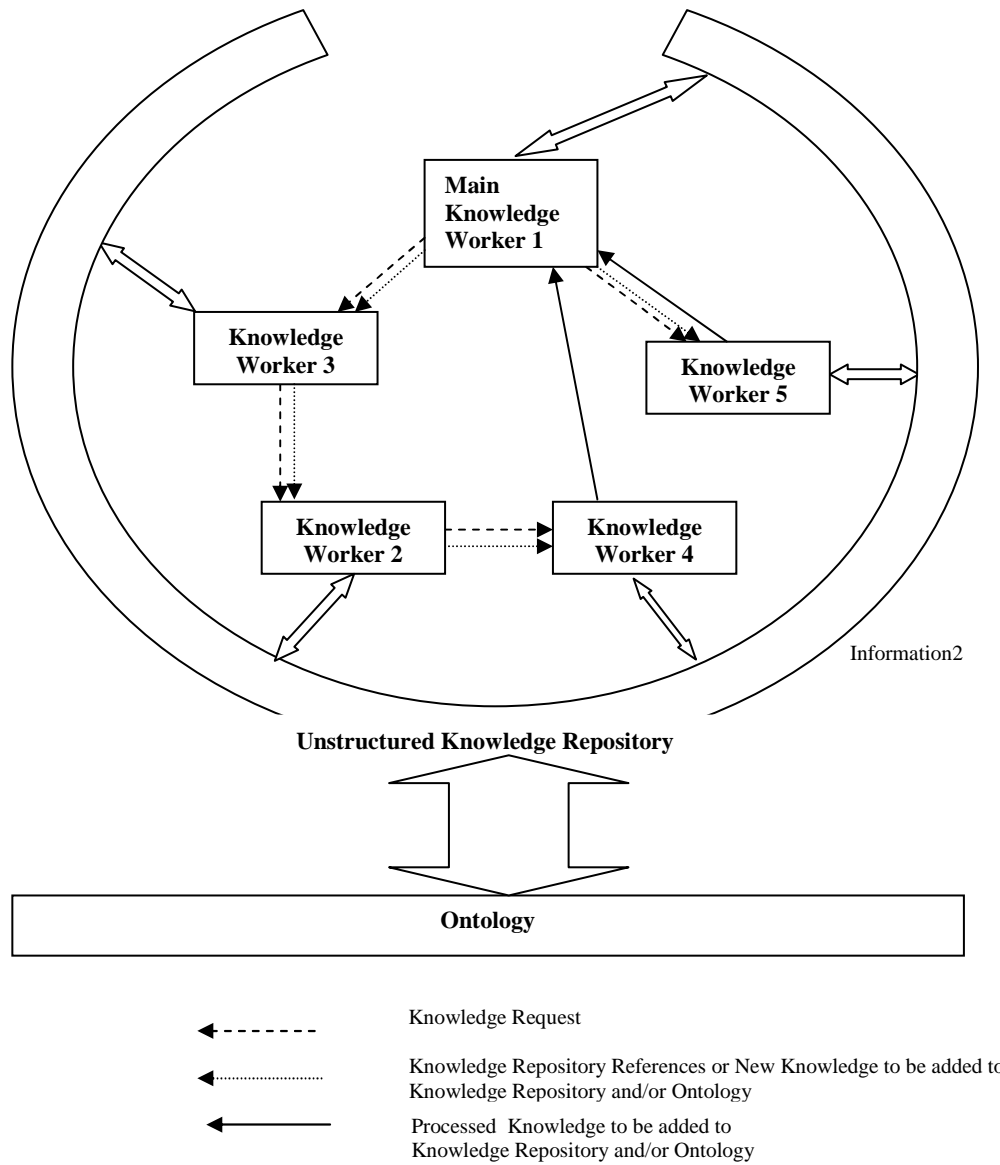 Main
Knowledge
Worker 1
Knowledge
Worker 3
Knowledge
Worker 5
Knowledge
Worker 2
Knowledge
Worker 4
Information2
Unstructured Knowledge Repository
Ontology
Knowledge Request
Knowledge Repository References or New Knowledge to be added to
Knowledge Repository and/or Ontology
Processed Knowledge to be added to
Knowledge Repository and/or Ontology